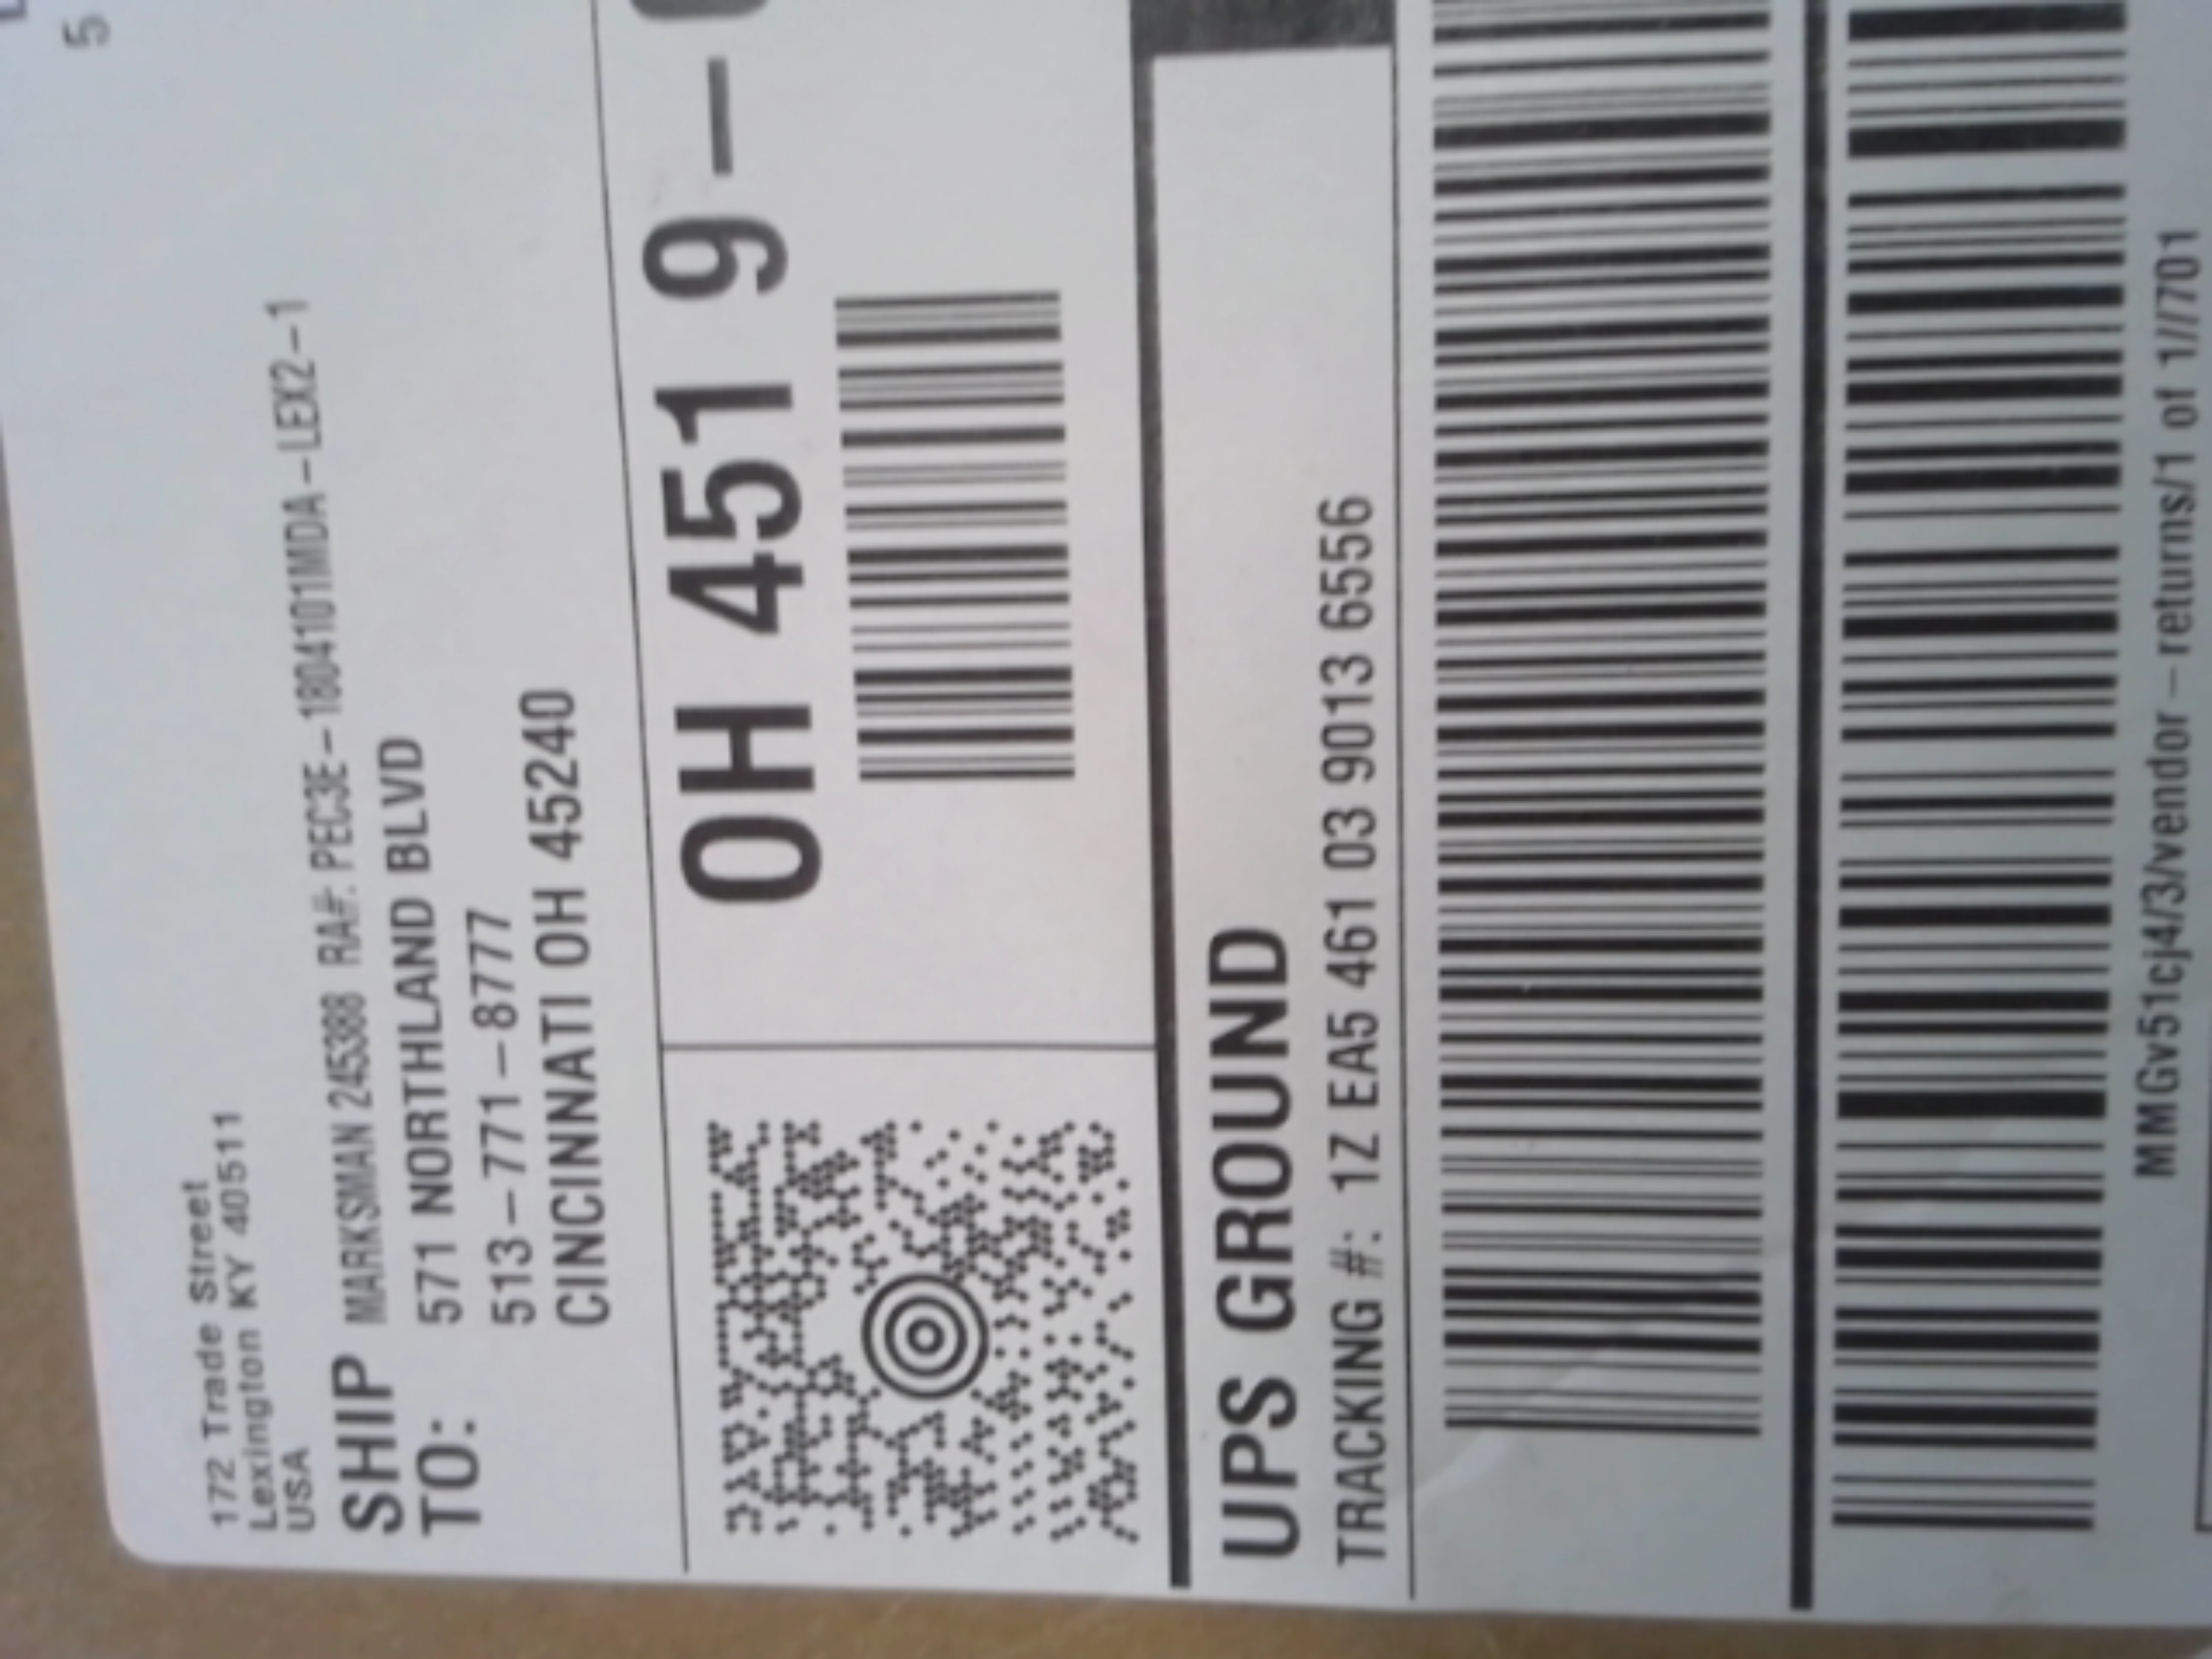 5
172 Trade Street
Lexington KY 40511
USA
SHIP TO:
MARKSMAN 245388 RA#: PEC3E-1804101MDA-LEX2-1
571 NORTHLAND BLVD
513-771-8777
CINCINNATI OH 45240
OH 451 9-
UPS GROUND
TRACKING #: 1Z EA5 461 03 9013 6556
MMGv51cj4/3/vendor-returns/1 of 1//701